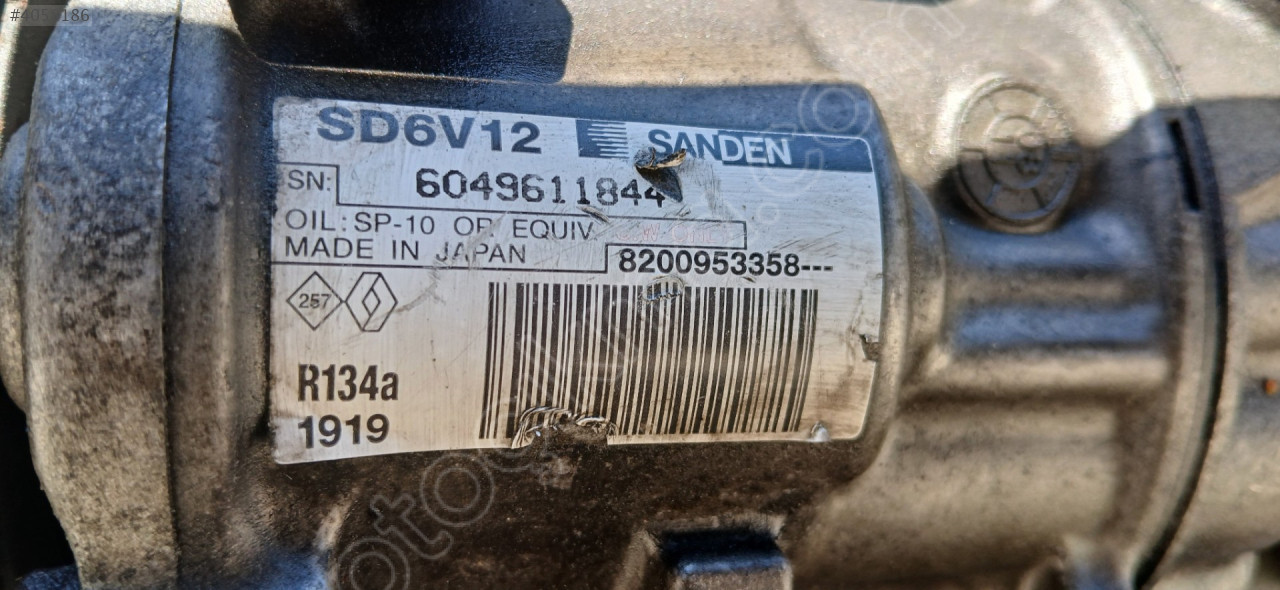 SD6V12 SANDEN
SN: 6049611844
OIL: SP-10 OR EQUIV.
MADE IN JAPAN
8200953358---
257
R134a
1919